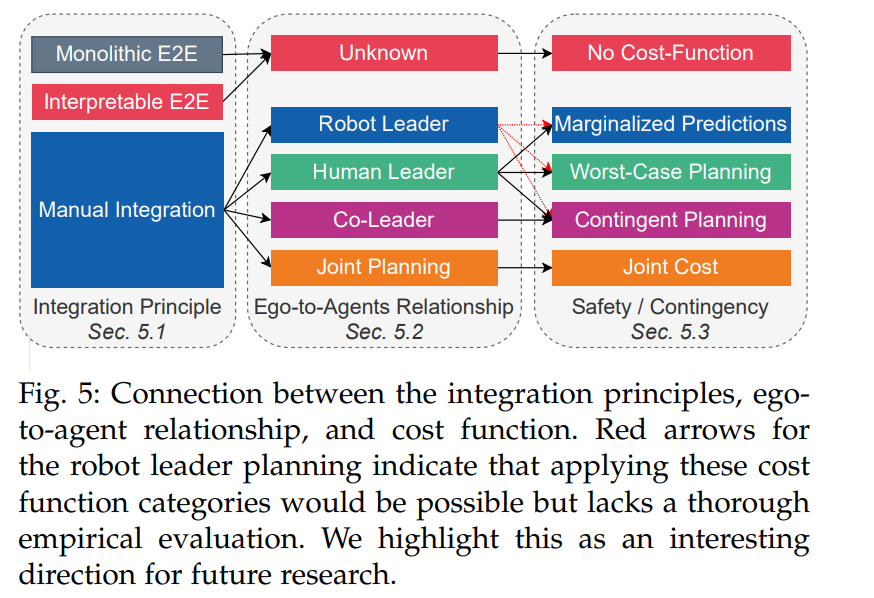 Monolithic E2E
Interpretable E2E
Manual Integration
Integration Principle
Sec. 5.1
Unknown
Robot Leader
Human Leader
Co-Leader
Joint Planning
Ego-to-Agents Relationship
Sec. 5.2
No Cost-Function
Marginalized Predictions
Worst-Case Planning
Contingent Planning
Joint Cost
Safety / Contingency
Sec. 5.3
Fig. 5: Connection between the integration principles, ego-
to-agent relationship, and cost function. Red arrows for
the robot leader planning indicate that applying these cost
function categories would be possible but lacks a thorough
empirical evaluation. We highlight this as an interesting
direction for future research.